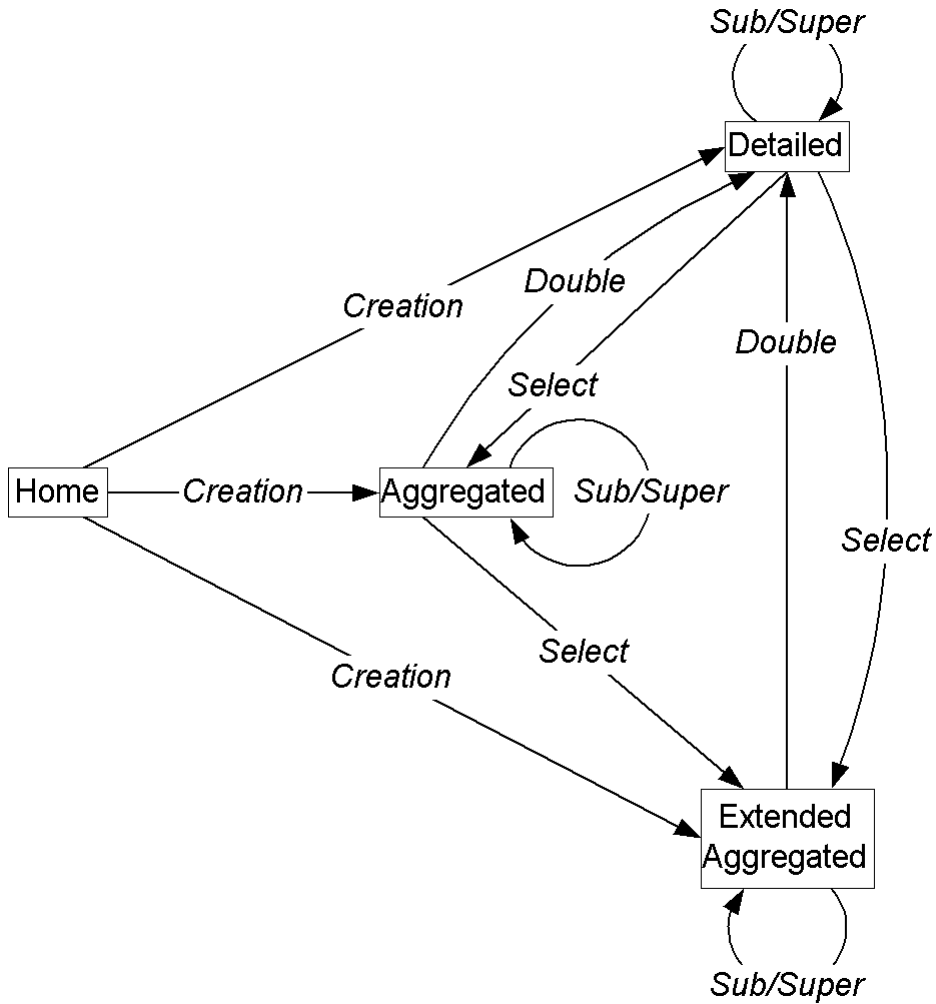 Sub/Super
Detailed
Double
Creation
Double
Select
Home
Creation
Aggregated
Sub/Super
Select
Select
Creation
Extended
Aggregated
Sub/Super